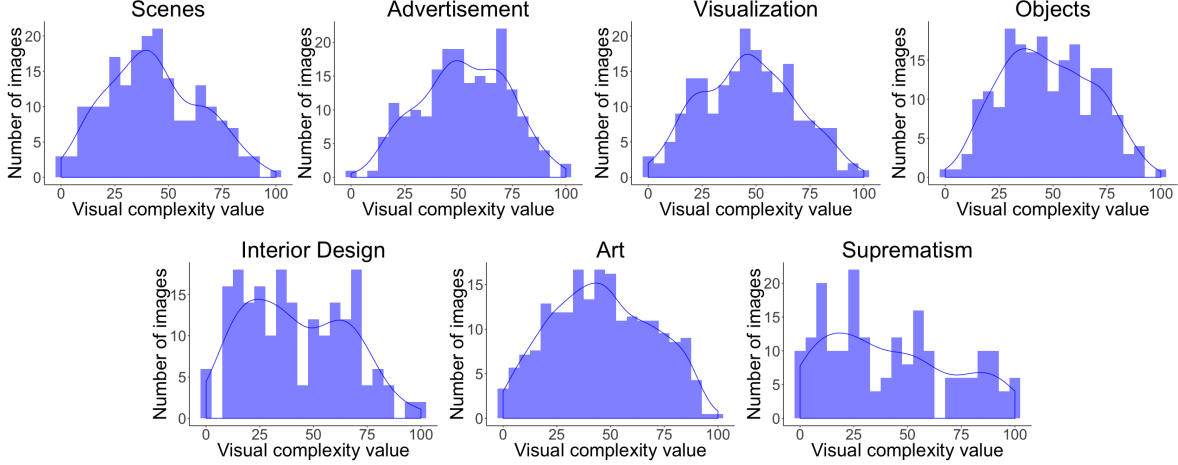 Scenes
Number of images
20
15
10
5
0
0 25 50 75 100
Visual complexity value
Advertisement
Number of images
20
15
10
5
0
0 25 50 75 100
Visual complexity value
Visualization
Number of images
20
15
10
5
0
0 25 50 75 100
Visual complexity value
Objects
Number of images
15
10
5
0
0 25 50 75 100
Visual complexity value
Interior Design
Number of images
15
10
5
0
0 25 50 75 100
Visual complexity value
Art
Number of images
15
10
5
0
0 25 50 75 100
Visual complexity value
Suprematism
Number of images
20
15
10
5
0
0 25 50 75 100
Visual complexity value